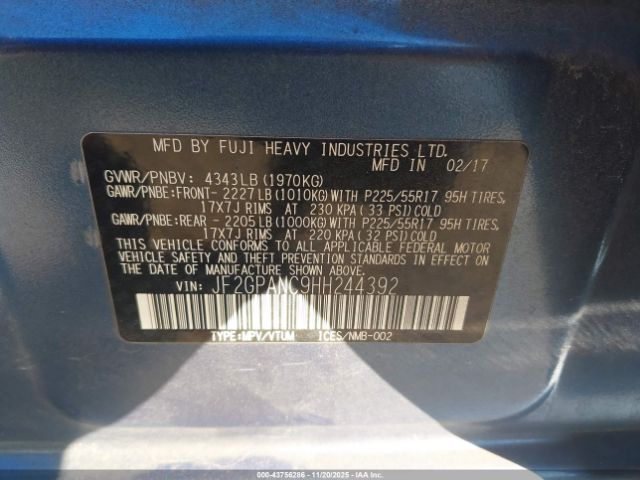 MFD BY FUJI HEAVY INDUSTRIES LTD.
MFD IN 02/17
GVWR/PNBV: 4343LB(1970KG)
GAWR/PNBE:FRONT- 2227LB(1010KG)WITH P225/55R17 95H TIRES,
17X7J RIMS AT 230 KPA(33 PSI)COLD
GAWR/PNBE:REAR - 2205LB(1000KG)WITH P225/55R17 95H TIRES,
17X7J RIMS AT 220 KPA(32 PSI)COLD
THIS VEHICLE CONFORMS TO ALL APPLICABLE FEDERAL MOTOR
VEHICLE SAFETY AND THEFT PREVENTION STANDARDS IN EFFECT
ON THE DATE OF MANUFACTURE SHOWN ABOVE.
VIN: JF2GPANC9HH244392
TYPE:MPV/VTUM ICES/NMB-002
© 43756286 - 11/20/2025 - IAA